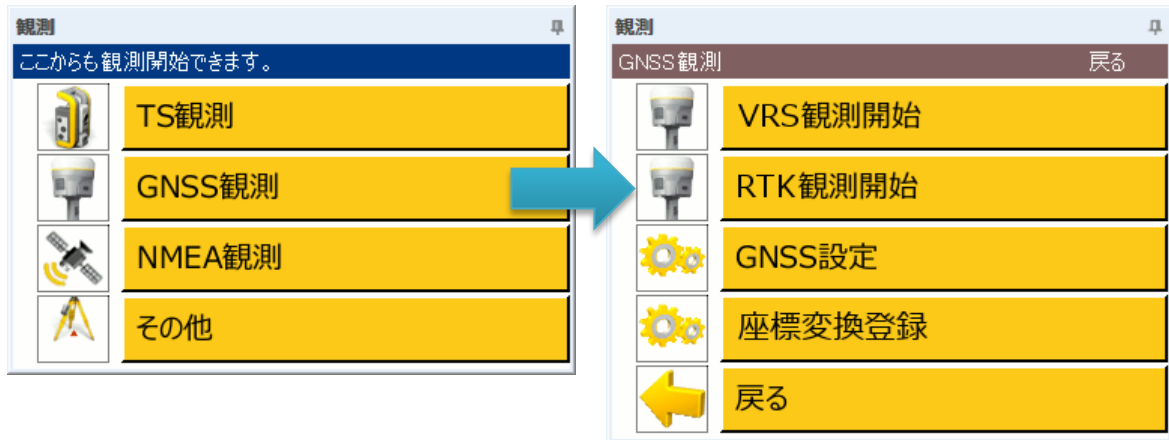 観測
ここからも観測開始できます。
TS観測
GNSS観測
NMEA観測
その他
観測
GNSS観測 戻る
VRS観測開始
RTK観測開始
GNSS設定
座標変換登録
戻る